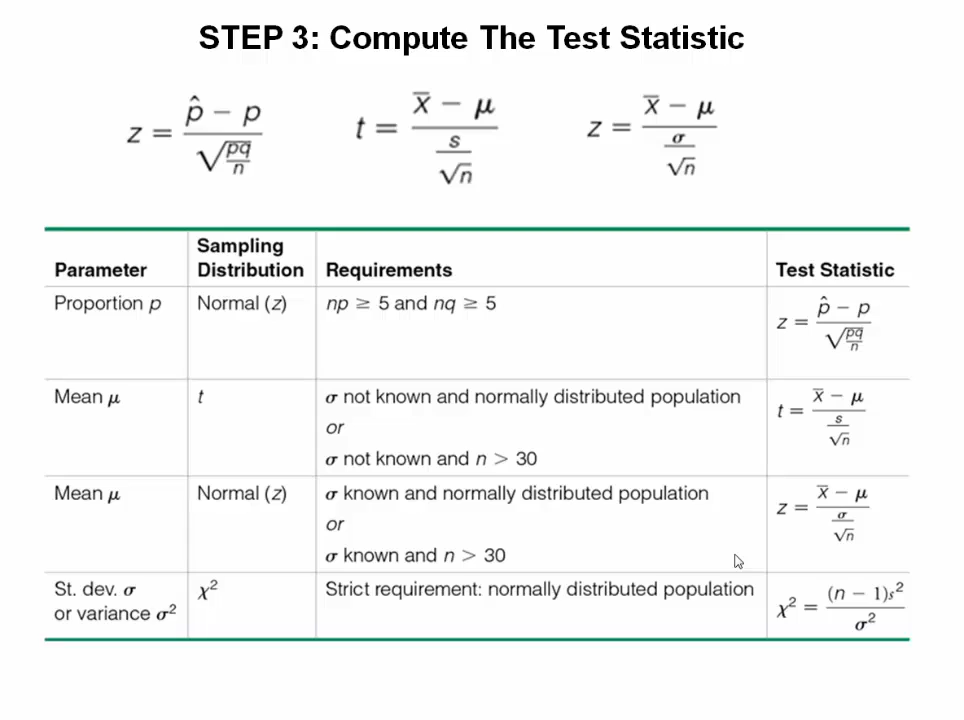 STEP 3: Compute The Test Statistic
z = (p̂ − p) / √(pq/n)
t = (x̄ − μ) / (s/√n)
z = (x̄ − μ) / (σ/√n)
Parameter	Sampling Distribution	Requirements	Test Statistic
Proportion p	Normal (z)	np ≥ 5 and nq ≥ 5	z = (p̂ − p) / √(pq/n)
Mean μ	t	σ not known and normally distributed population
or
σ not known and n > 30	t = (x̄ − μ) / (s/√n)
Mean μ	Normal (z)	σ known and normally distributed population
or
σ known and n > 30	z = (x̄ − μ) / (σ/√n)
St. dev. σ
or variance σ²	χ²	Strict requirement: normally distributed population	χ² = (n − 1)s² / σ²